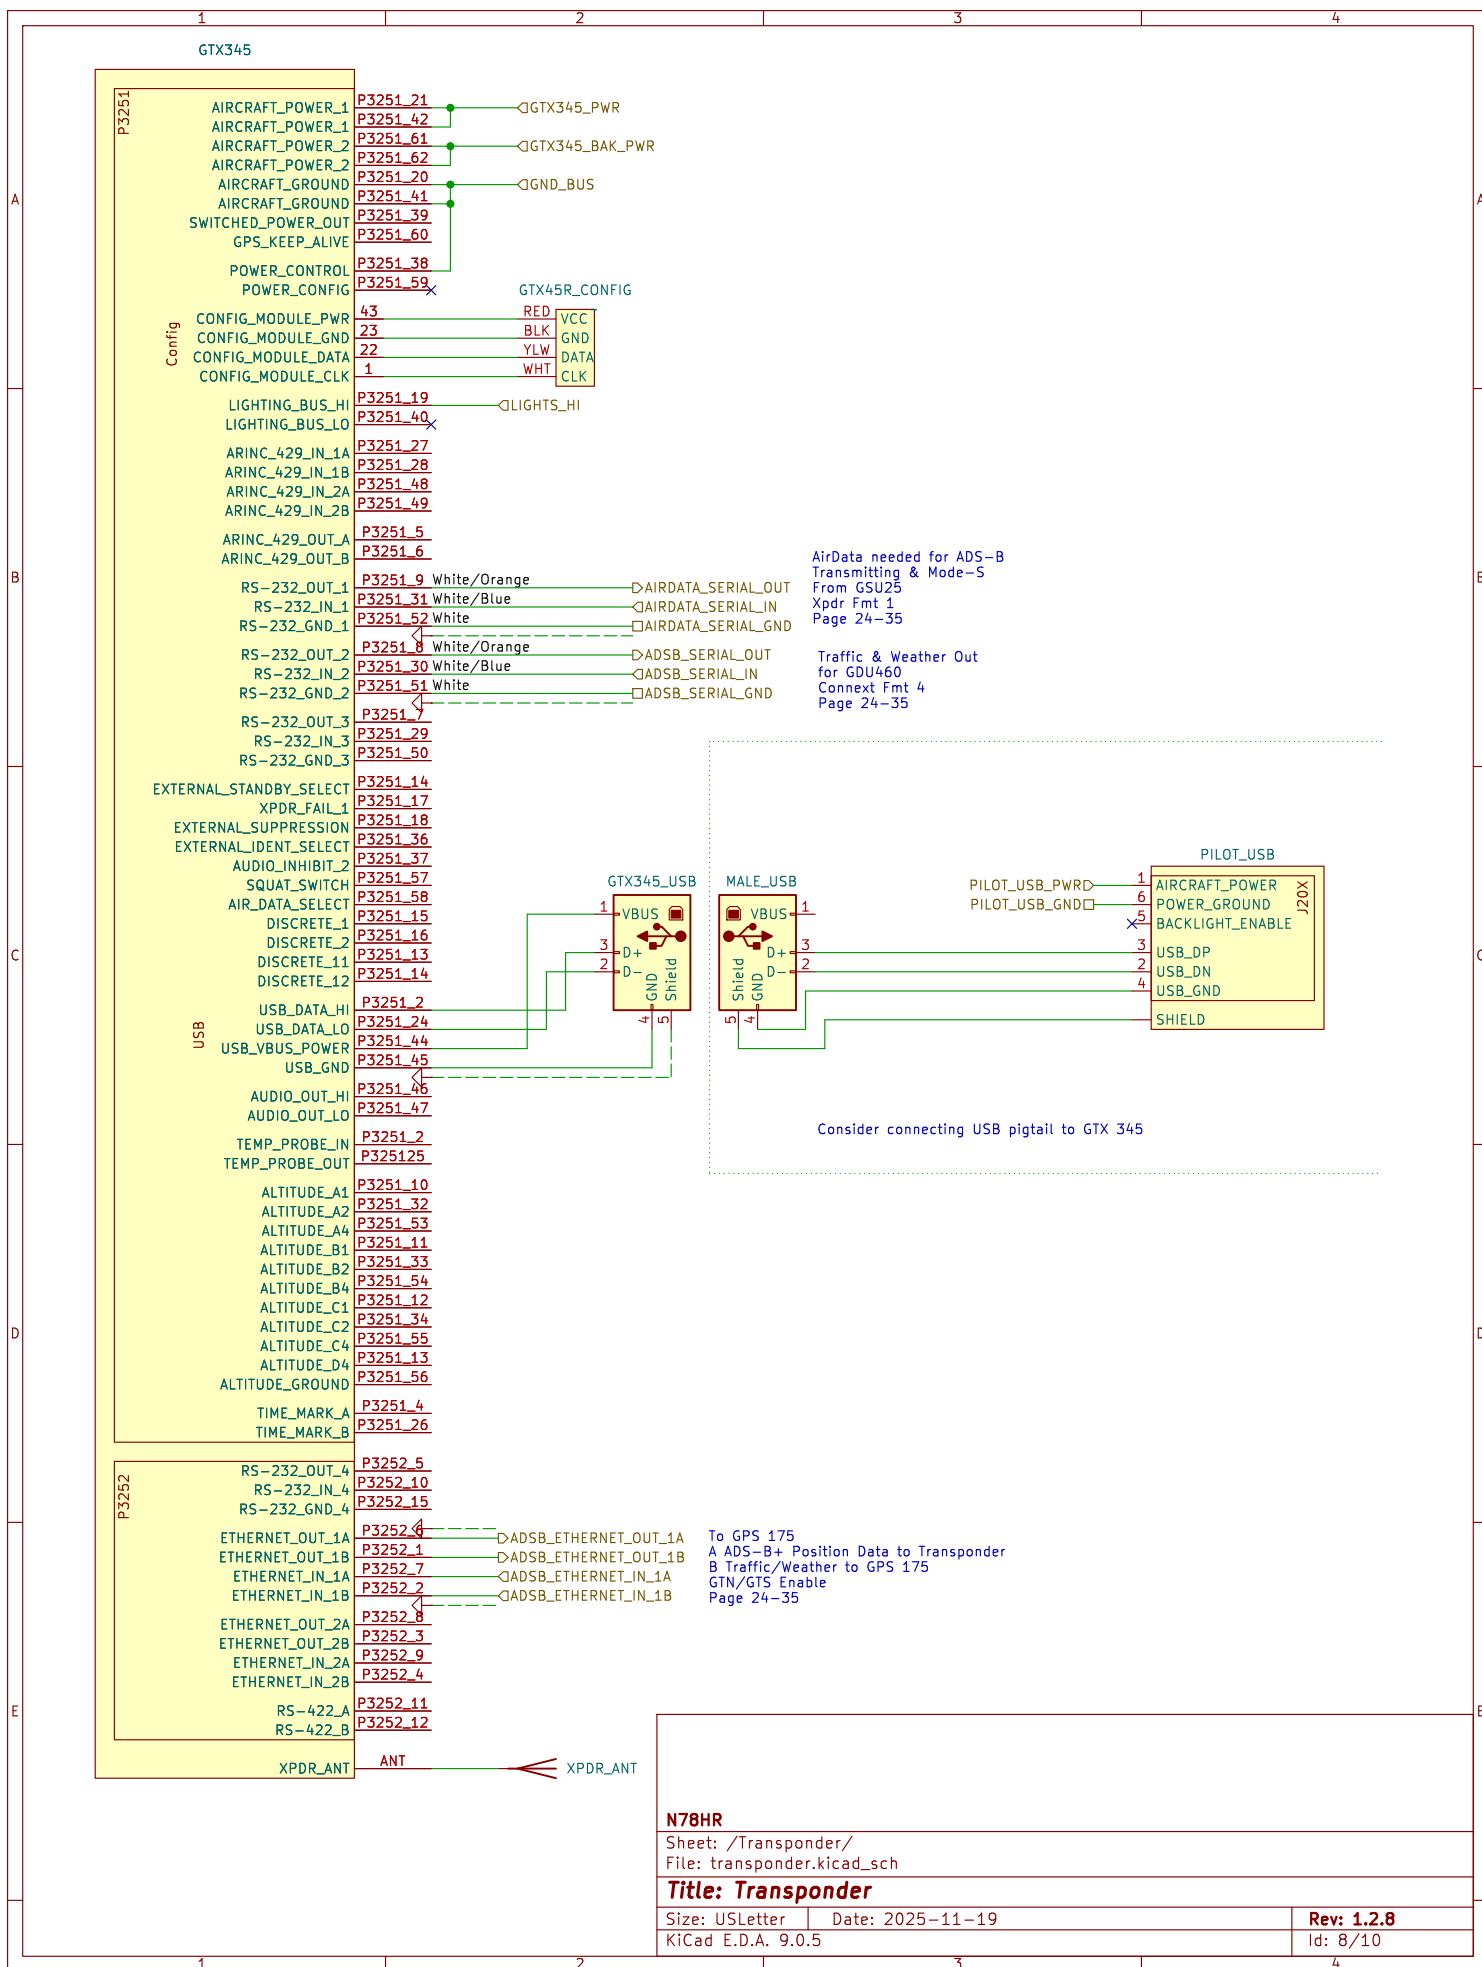 1 2 3 4
GTX345
P3251
AIRCRAFT_POWER_1 P3251_21 GTX345_PWR
AIRCRAFT_POWER_1 P3251_42
AIRCRAFT_POWER_2 P3251_61 GTX345_BAK_PWR
AIRCRAFT_POWER_2 P3251_62
AIRCRAFT_GROUND P3251_20 GND_BUS
A AIRCRAFT_GROUND P3251_41 A
SWITCHED_POWER_OUT P3251_39
GPS_KEEP_ALIVE P3251_60
POWER_CONTROL P3251_38
POWER_CONFIG P3251_59
GTX45R_CONFIG
Config
CONFIG_MODULE_PWR 43 RED VCC
CONFIG_MODULE_GND 23 BLK GND
CONFIG_MODULE_DATA 22 YLW DATA
CONFIG_MODULE_CLK 1 WHT CLK
LIGHTING_BUS_HI P3251_19 LIGHTS_HI
LIGHTING_BUS_LO P3251_40
ARINC_429_IN_1A P3251_27
ARINC_429_IN_1B P3251_28
ARINC_429_IN_2A P3251_48
ARINC_429_IN_2B P3251_49
ARINC_429_OUT_A P3251_5
ARINC_429_OUT_B P3251_6
B B
RS-232_OUT_1 P3251_9 White/Orange AIRDATA_SERIAL_OUT
RS-232_IN_1 P3251_31 White/Blue AIRDATA_SERIAL_IN
RS-232_GND_1 P3251_52 White AIRDATA_SERIAL_GND
AirData needed for ADS-B
Transmitting & Mode-S
From GSU25
Xpdr Fmt 1
Page 24-35
RS-232_OUT_2 P3251_8 White/Orange ADSB_SERIAL_OUT
RS-232_IN_2 P3251_30 White/Blue ADSB_SERIAL_IN
RS-232_GND_2 P3251_51 White ADSB_SERIAL_GND
Traffic & Weather Out
for GDU460
Connext Fmt 4
Page 24-35
RS-232_OUT_3 P3251_7
RS-232_IN_3 P3251_29
RS-232_GND_3 P3251_50
EXTERNAL_STANDBY_SELECT P3251_14
XPDR_FAIL_1 P3251_17
EXTERNAL_SUPPRESSION P3251_18
EXTERNAL_IDENT_SELECT P3251_36
AUDIO_INHIBIT_2 P3251_37
SQUAT_SWITCH P3251_57
AIR_DATA_SELECT P3251_58
DISCRETE_1 P3251_15
DISCRETE_2 P3251_16
DISCRETE_11 P3251_13
DISCRETE_12 P3251_14
C C
GTX345_USB
1 VBUS
3 D+
2 D-
GND
Shield
4 5
MALE_USB
VBUS 1
D+ 3
D- 2
Shield
GND
5 4
PILOT_USB
J20X
PILOT_USB_PWR 1 AIRCRAFT_POWER
PILOT_USB_GND 6 POWER_GROUND
5 BACKLIGHT_ENABLE
3 USB_DP
2 USB_DN
4 USB_GND
SHIELD
USB
USB_DATA_HI P3251_2
USB_DATA_LO P3251_24
USB_VBUS_POWER P3251_44
USB_GND P3251_45
AUDIO_OUT_HI P3251_46
AUDIO_OUT_LO P3251_47
Consider connecting USB pigtail to GTX 345
TEMP_PROBE_IN P3251_2
TEMP_PROBE_OUT P325125
ALTITUDE_A1 P3251_10
ALTITUDE_A2 P3251_32
ALTITUDE_A4 P3251_53
ALTITUDE_B1 P3251_11
ALTITUDE_B2 P3251_33
ALTITUDE_B4 P3251_54
ALTITUDE_C1 P3251_12
ALTITUDE_C2 P3251_34
D D
ALTITUDE_C4 P3251_55
ALTITUDE_D4 P3251_13
ALTITUDE_GROUND P3251_56
TIME_MARK_A P3251_4
TIME_MARK_B P3251_26
P3252
RS-232_OUT_4 P3252_5
RS-232_IN_4 P3252_10
RS-232_GND_4 P3252_15
ETHERNET_OUT_1A P3252_6 ADSB_ETHERNET_OUT_1A
ETHERNET_OUT_1B P3252_1 ADSB_ETHERNET_OUT_1B
ETHERNET_IN_1A P3252_7 ADSB_ETHERNET_IN_1A
ETHERNET_IN_1B P3252_2 ADSB_ETHERNET_IN_1B
To GPS 175
A ADS-B+ Position Data to Transponder
B Traffic/Weather to GPS 175
GTN/GTS Enable
Page 24-35
ETHERNET_OUT_2A P3252_8
ETHERNET_OUT_2B P3252_3
ETHERNET_IN_2A P3252_9
ETHERNET_IN_2B P3252_4
E E
RS-422_A P3252_11
RS-422_B P3252_12
XPDR_ANT ANT XPDR_ANT
N78HR
Sheet: /Transponder/
File: transponder.kicad_sch
Title: Transponder
Size: USLetter Date: 2025-11-19 Rev: 1.2.8
KiCad E.D.A. 9.0.5 Id: 8/10
1 2 3 4